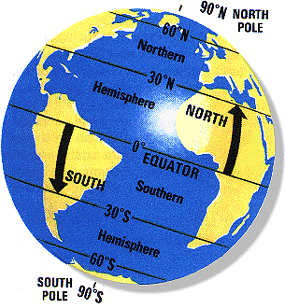 90°N NORTH
POLE
60°N
Northern
30°N
Hemisphere
NORTH
0°
EQUATOR
SOUTH
Southern
30°S
Hemisphere
60°S
SOUTH
POLE 90°S